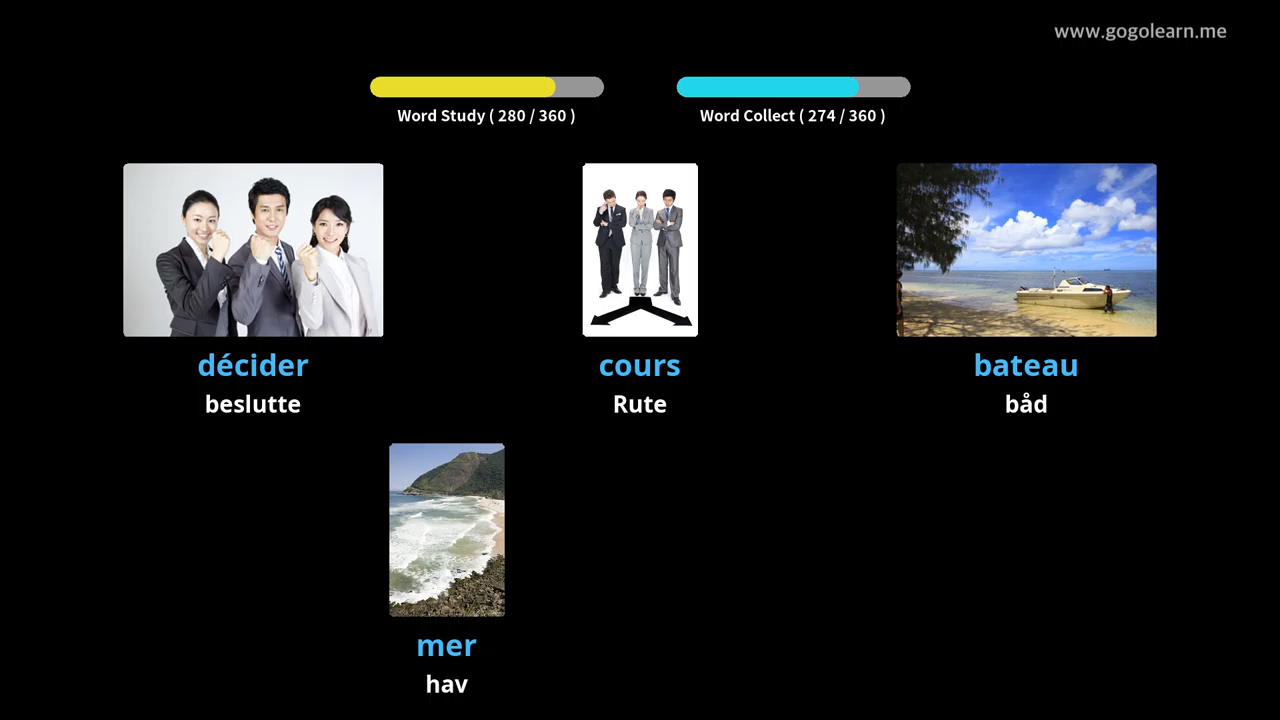 www.gogolearn.me
Word Study ( 280 / 360 )
Word Collect ( 274 / 360 )
décider
beslutte
cours
Rute
bateau
båd
mer
hav